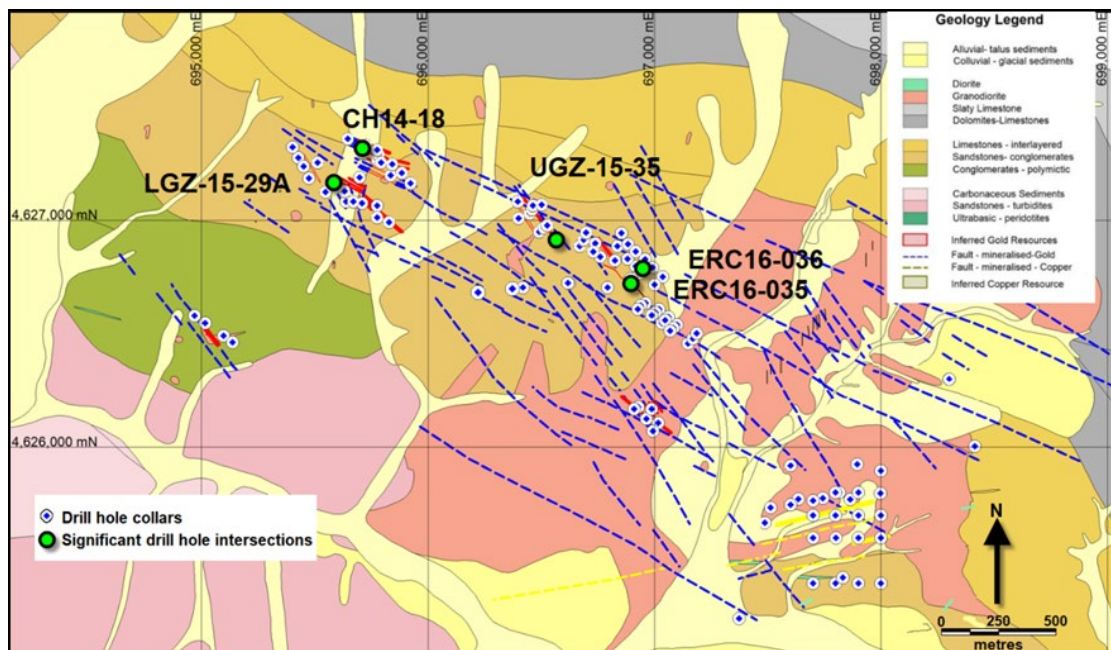 695,000 mE
696,000 mE
697,000 mE
698,000 mE
699,000 mE
Geology Legend
Alluvial- talus sediments
Colluvial - glacial sediments
Diorite
Granodiorite
Slaty Limestone
Dolomites-Limestones
Limestones - interlayered
Sandstones- conglomerates
Conglomerates - polymictic
Carbonaceous Sediments
Sandstones - turbidites
Ultrabasic - peridotites
Inferred Gold Resources
Fault - mineralised-Gold
Fault - mineralised - Copper
Inferred Copper Resource
CH14-18
UGZ-15-35
LGZ-15-29A
4,627,000 mN
ERC16-036
ERC16-035
4,626,000 mN
Drill hole collars
Significant drill hole intersections
N
0 250 500
metres